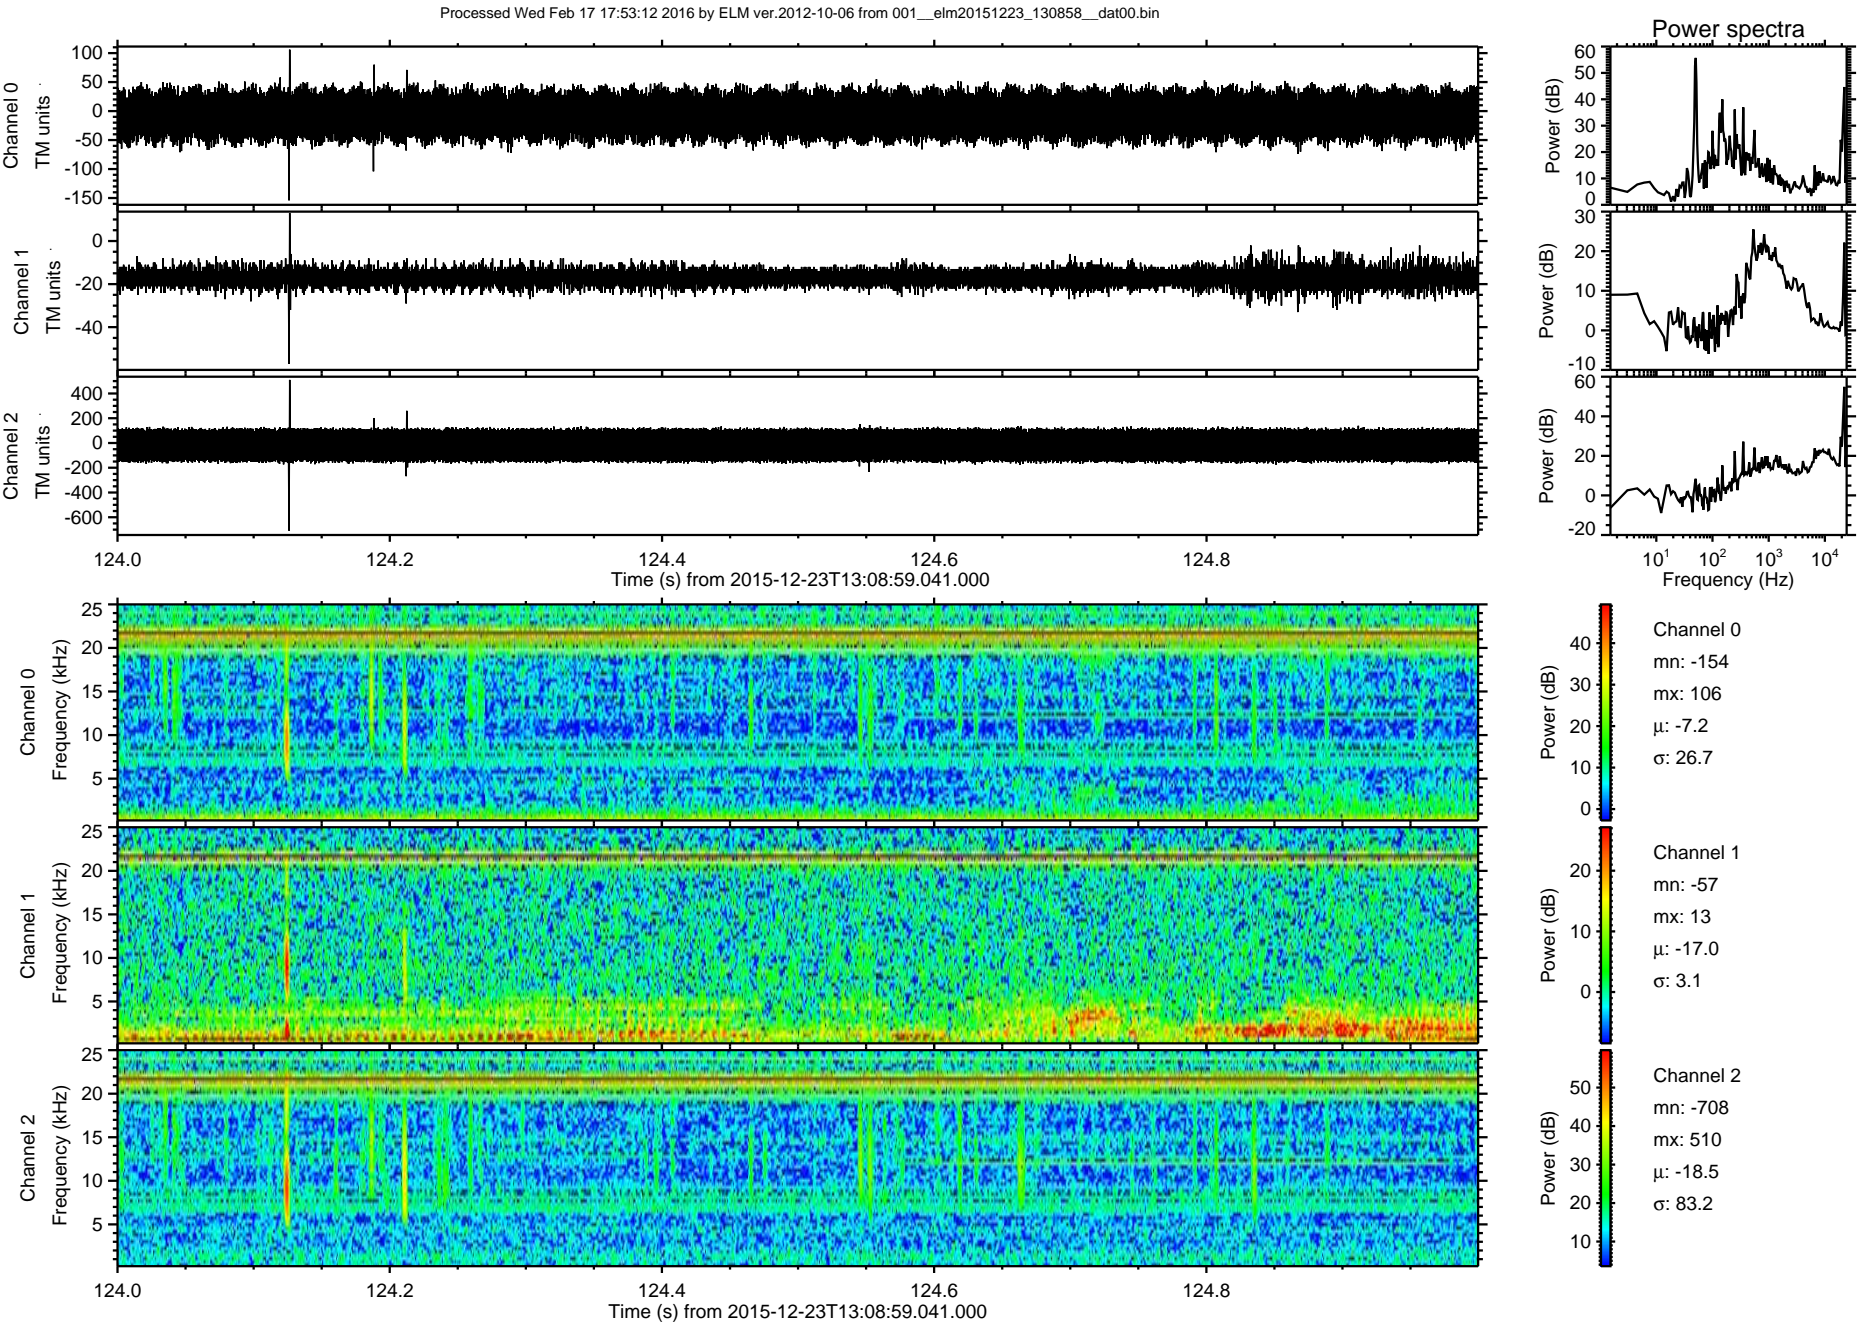 Processed Wed Feb 17 17:53:12 2016 by ELM ver.2012-10-06 from 001__elm20151223_130858__dat00.bin
Power spectra
Channel 0
TM units
100
50
0
-50
-100
-150
Power (dB)
60
50
40
30
20
10
0
Channel 1
TM units
0
-20
-40
Power (dB)
30
20
10
0
-10
Channel 2
TM units
400
200
0
-200
-400
-600
Power (dB)
60
40
20
0
-20
124.0 124.2 124.4 124.6 124.8
Time (s) from 2015-12-23T13:08:59.041.000
10^1 10^2 10^3 10^4
Frequency (Hz)
Channel 0
Frequency (kHz)
25
20
15
10
5
Power (dB)
40
30
20
10
0
Channel 0
mn: -154
mx: 106
μ: -7.2
σ: 26.7
Channel 1
Frequency (kHz)
25
20
15
10
5
Power (dB)
20
10
0
Channel 1
mn: -57
mx: 13
μ: -17.0
σ: 3.1
Channel 2
Frequency (kHz)
25
20
15
10
5
Power (dB)
50
40
30
20
10
Channel 2
mn: -708
mx: 510
μ: -18.5
σ: 83.2
124.0 124.2 124.4 124.6 124.8
Time (s) from 2015-12-23T13:08:59.041.000